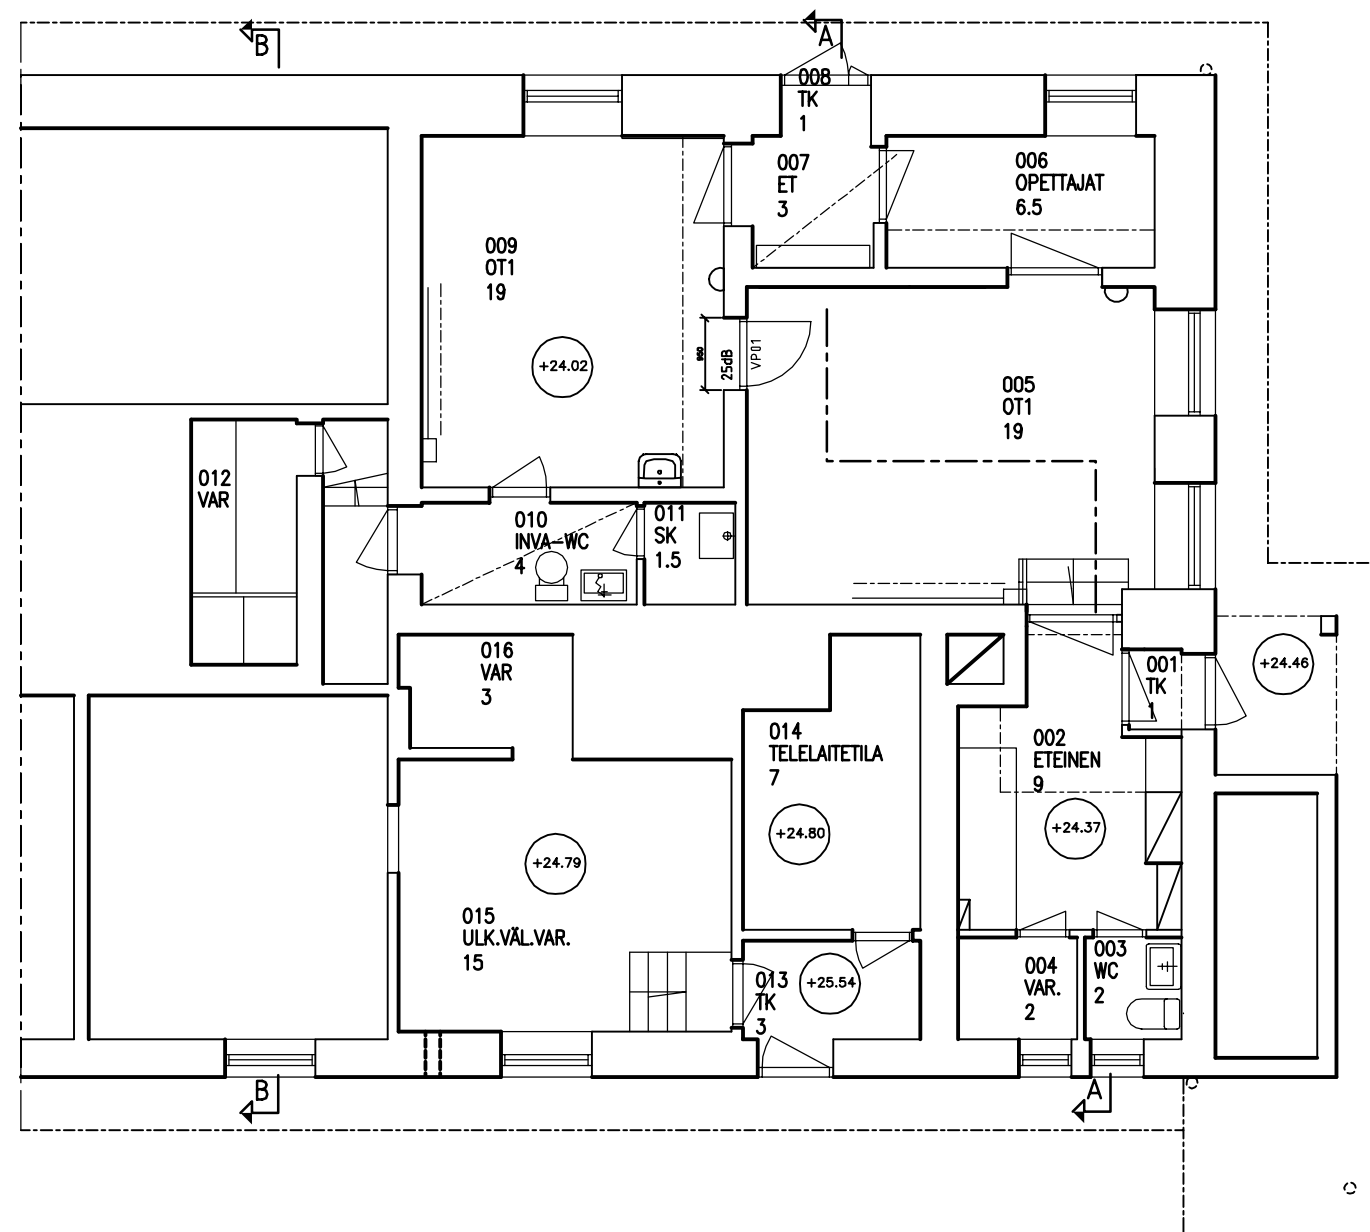 B
A
008
TK
1
007
ET
3
006
OPETTAJAT
6.5
009
OT1
19
+24.02
950
25dB
VP01
005
OT1
19
012
VAR
010
INVA-WC
4
011
SK
1.5
016
VAR
3
001
TK
1
+24.46
014
TELELAITETILA
7
002
ETEINEN
9
+24.80
+24.37
+24.79
015
ULK.VÄL.VAR.
15
013
TK
3
+25.54
004
VAR.
2
003
WC
2
B
A